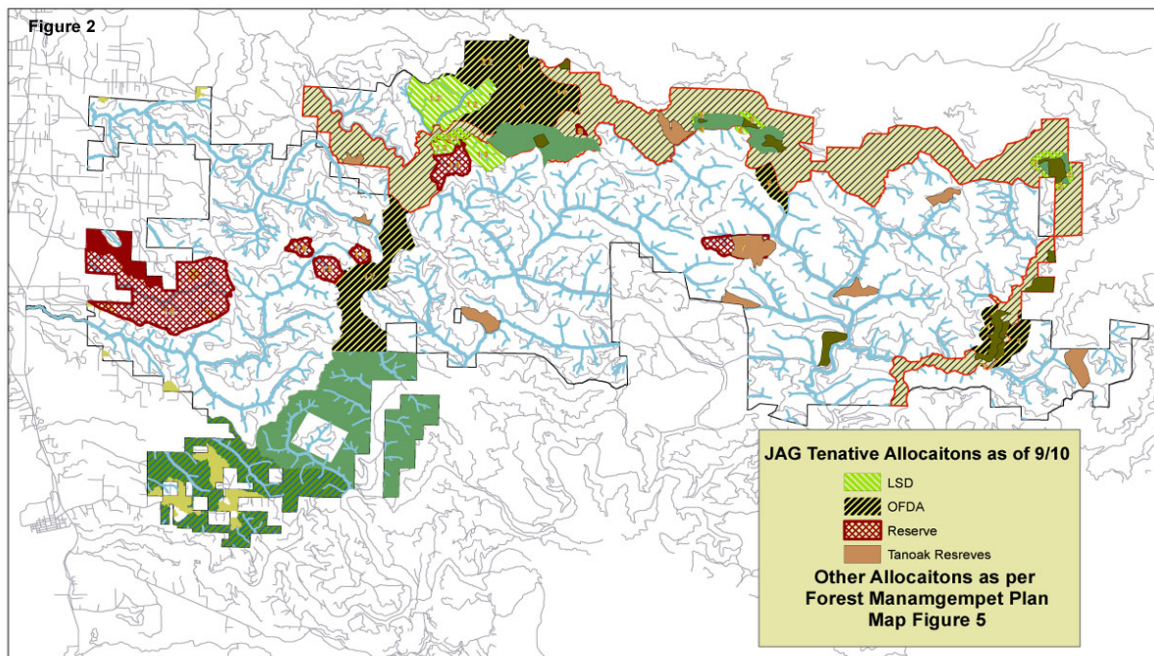 Figure 2
JAG Tenative Allocaitons as of 9/10
LSD
OFDA
Reserve
Tanoak Resreves
Other Allocaitons as per
Forest Manamgempet Plan
Map Figure 5